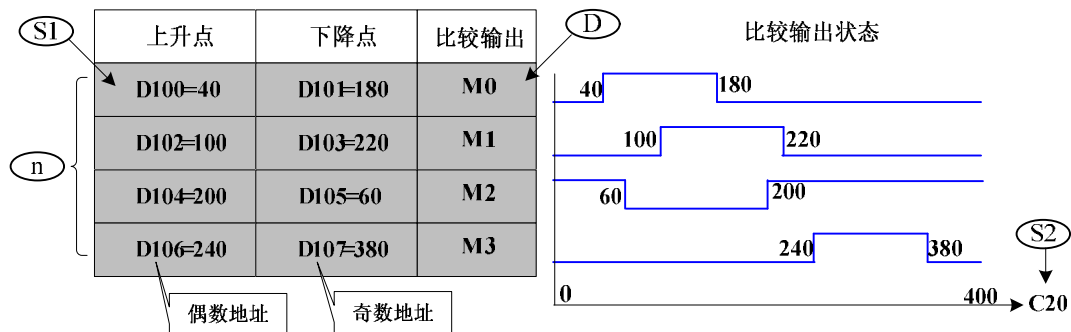 S1
上升点 下降点 比较输出
D
比较输出状态
D100=40 D101=180 M0
40 180
D102=100 D103=220 M1
100 220
n
D104=200 D105=60 M2
60 200
D106=240 D107=380 M3
240 380
S2
偶数地址 奇数地址
0 400 C20